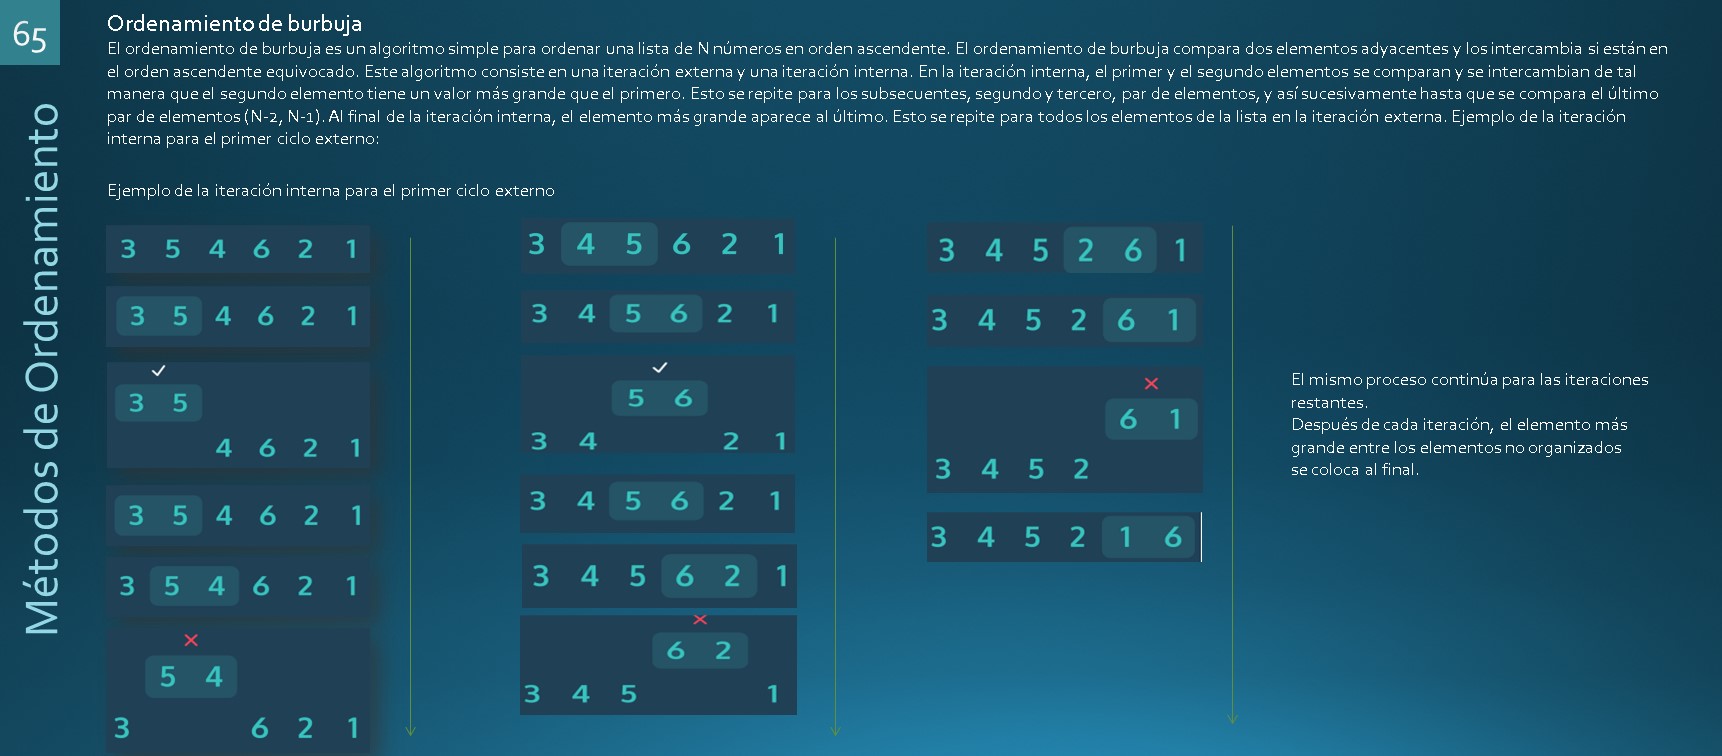 65
Métodos de Ordenamiento
Ordenamiento de burbuja
El ordenamiento de burbuja es un algoritmo simple para ordenar una lista de N números en orden ascendente. El ordenamiento de burbuja compara dos elementos adyacentes y los intercambia si están en
el orden ascendente equivocado. Este algoritmo consiste en una iteración externa y una iteración interna. En la iteración interna, el primer y el segundo elementos se comparan y se intercambian de tal
manera que el segundo elemento tiene un valor más grande que el primero. Esto se repite para los subsecuentes, segundo y tercero, par de elementos, y así sucesivamente hasta que se compara el último
par de elementos (N-2, N-1). Al final de la iteración interna, el elemento más grande aparece al último. Esto se repite para todos los elementos de la lista en la iteración externa. Ejemplo de la iteración
interna para el primer ciclo externo:
Ejemplo de la iteración interna para el primer ciclo externo
3 5 4 6 2 1
3 5 4 6 2 1
3 5
4 6 2 1
3 5 4 6 2 1
3 5 4 6 2 1
5 4
3 6 2 1
3 4 5 6 2 1
3 4 5 6 2 1
5 6
3 4 2 1
3 4 5 6 2 1
3 4 5 6 2 1
6 2
3 4 5 1
3 4 5 2 6 1
3 4 5 2 6 1
6 1
3 4 5 2
3 4 5 2 1 6
El mismo proceso continúa para las iteraciones
restantes.
Después de cada iteración, el elemento más
grande entre los elementos no organizados
se coloca al final.